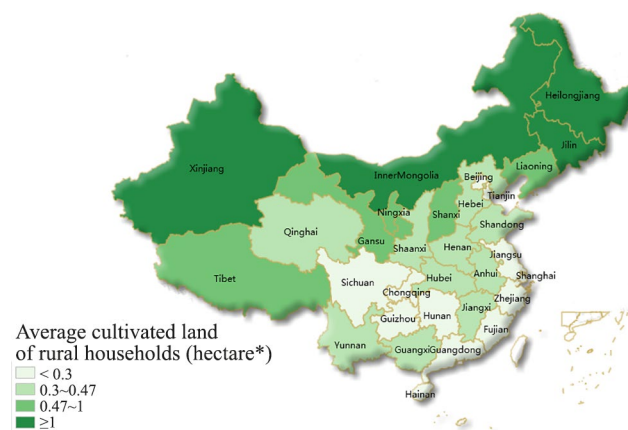 Heilongjiang
Jilin
Xinjiang
InnerMongolia
Liaoning
Beijing
Tianjin
Ningxia
Shanxi
Hebei
Qinghai
Shandong
Gansu
Shaanxi
Henan
Jiangsu
Tibet
Sichuan
Hubei
Anhui
Shanghai
Chongqing
Zhejiang
Hunan
Jiangxi
Guizhou
Fujian
Yunnan
Guangxi
Guangdong
Hainan
Average cultivated land
of rural households (hectare*)
< 0.3
0.3~0.47
0.47~1
≥1